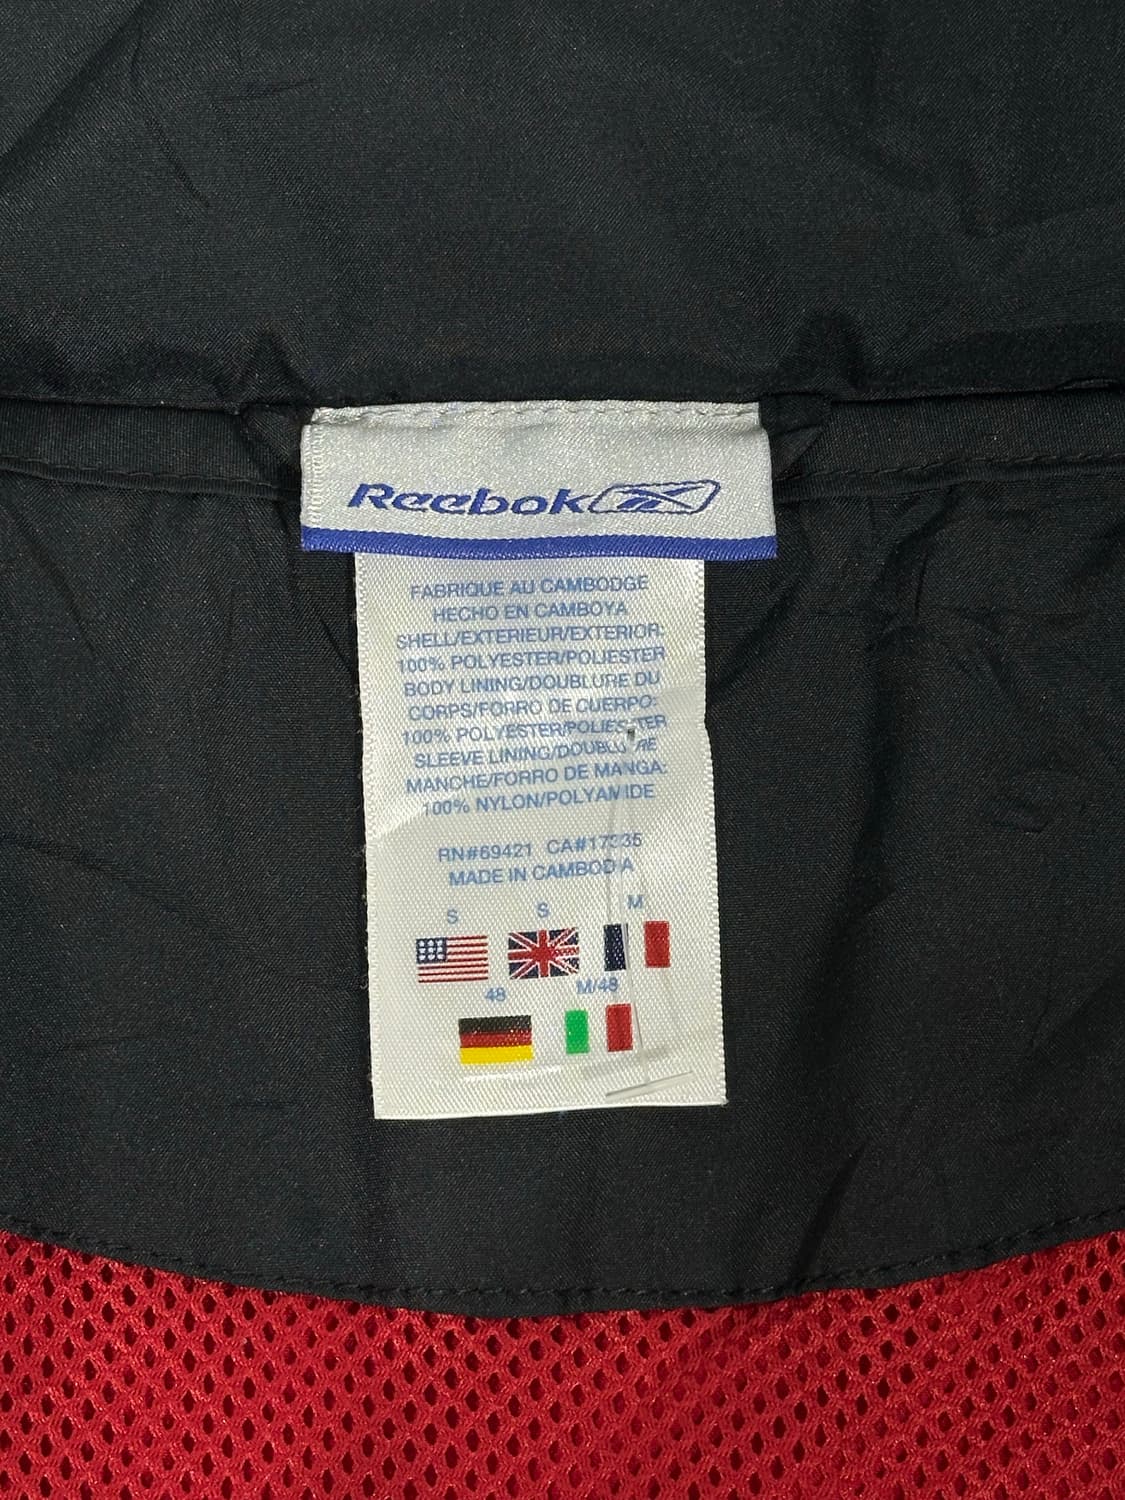 Reebok
FABRIQUE AU CAMBODGE
HECHO EN CAMBOYA
SHELL/EXTERIEUR/EXTERIOR:
100% POLYESTER/POLIESTER
BODY LINING/DOUBLURE DU
CORPS/FORRO DE CUERPO:
100% POLYESTER/POLIESTER
SLEEVE LINING/DOUBLURE
MANCHE/FORRO DE MANGA:
100% NYLON/POLYAMIDE
RN#69421 CA#17335
MADE IN CAMBODIA
S S M
48 M/48